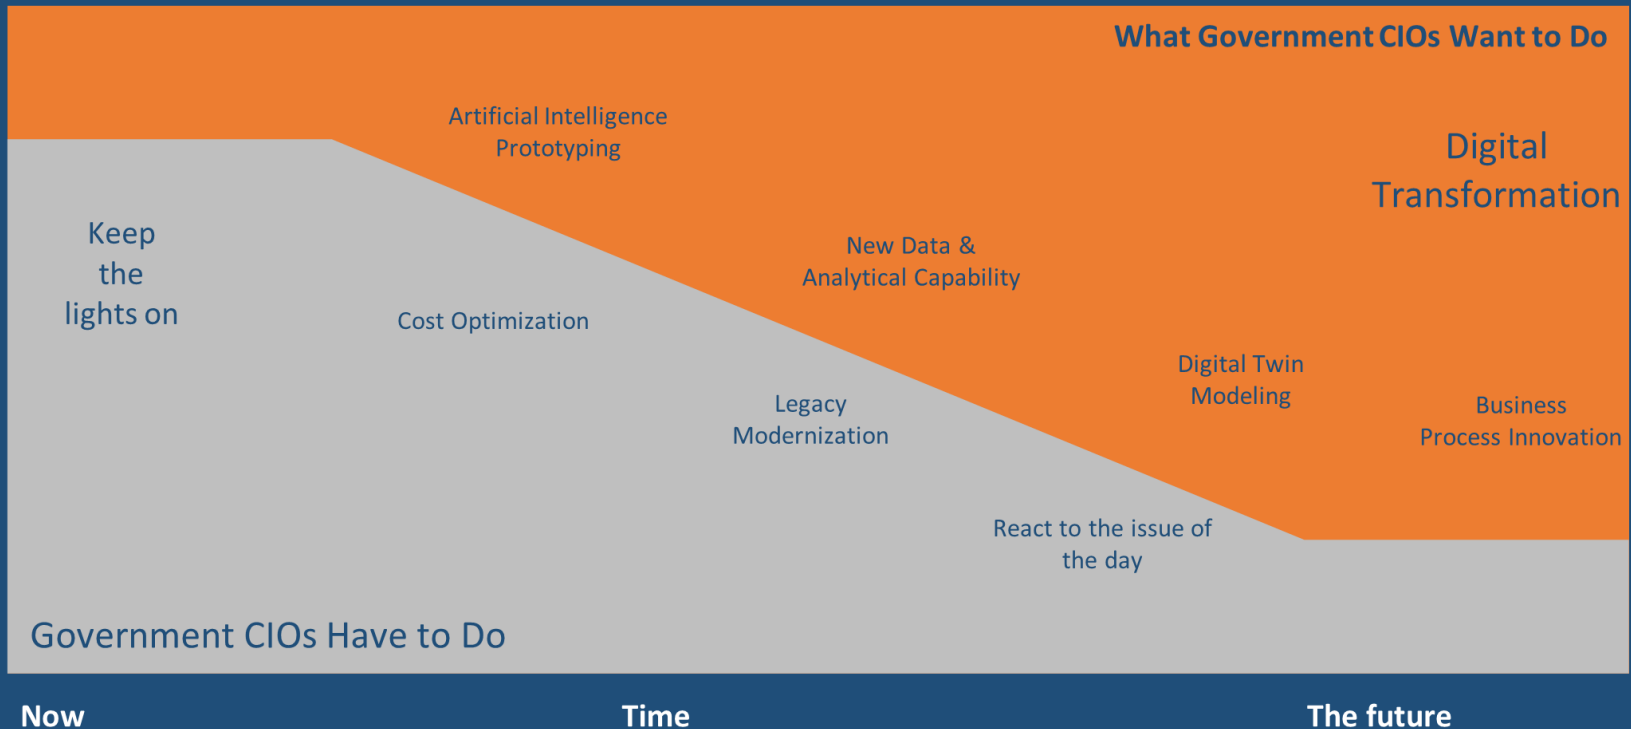 What Government CIOs Want to Do
Artificial Intelligence
Prototyping
Digital
Transformation
Keep
the
lights on
New Data &
Analytical Capability
Cost Optimization
Digital Twin
Modeling
Legacy
Modernization
Business
Process Innovation
React to the issue of
the day
Government CIOs Have to Do
Now
Time
The future